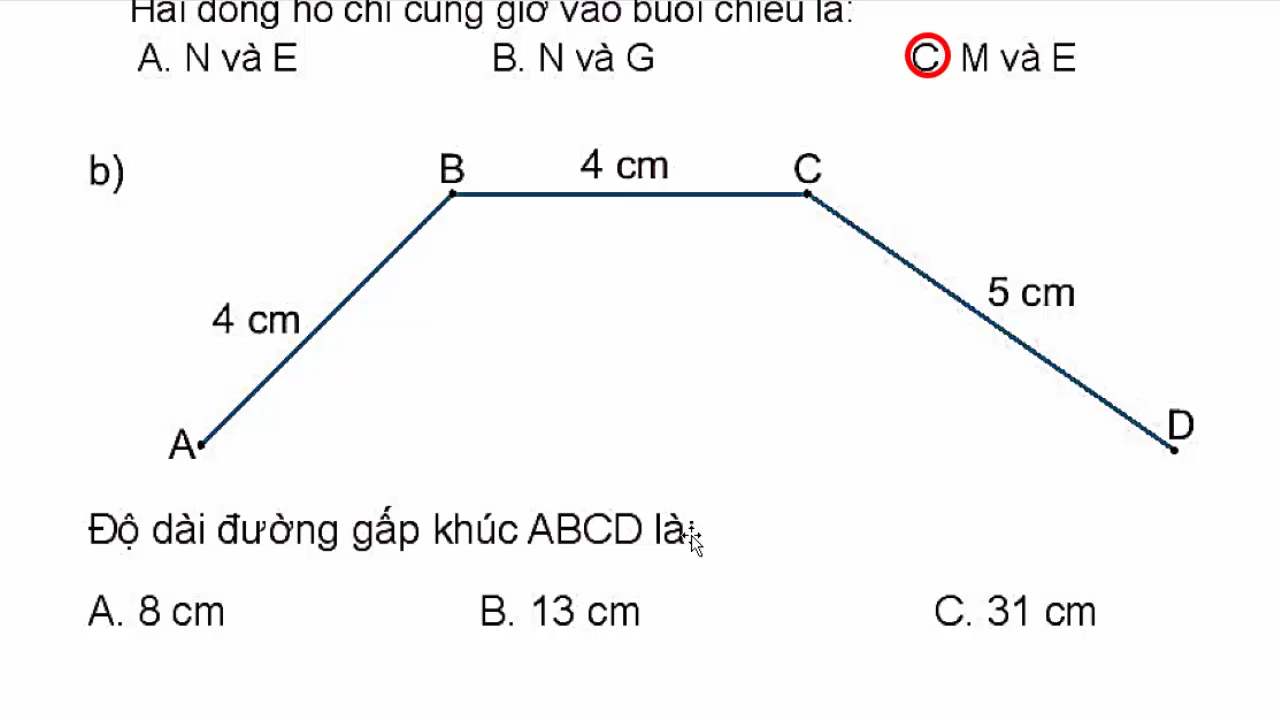 Hai đồng hồ chỉ cùng giờ vào buổi chiều là:
A. N và E B. N và G C M và E
b) B 4 cm C
4 cm 5 cm
A D
Độ dài đường gấp khúc ABCD là:
A. 8 cm B. 13 cm C. 31 cm